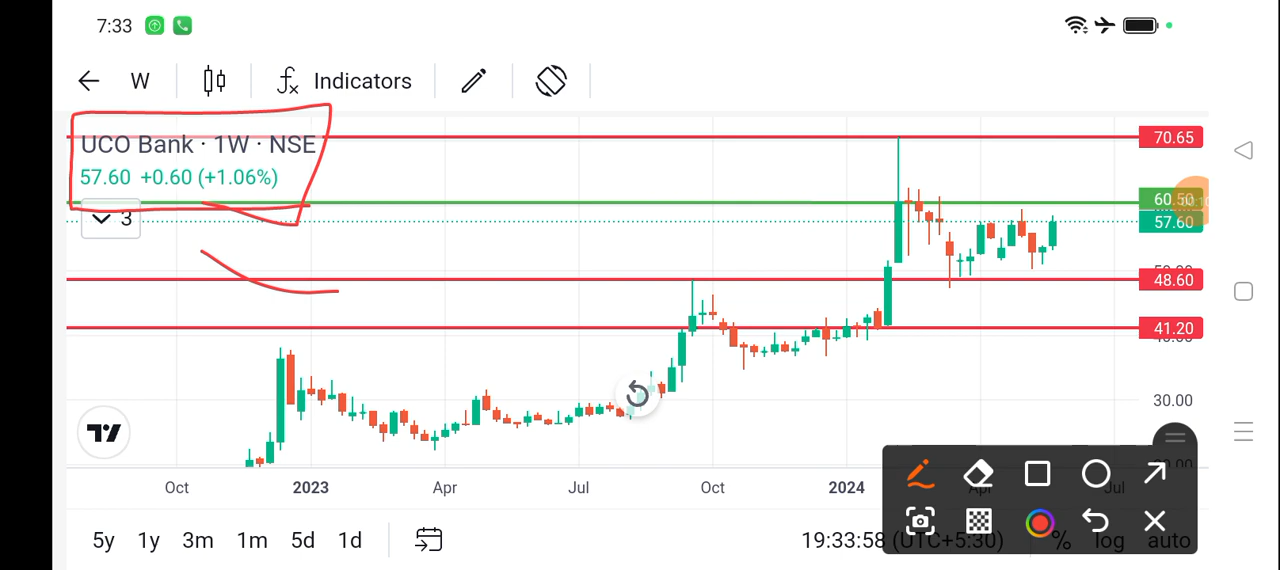 7:33
W
Indicators
UCO Bank · 1W · NSE
57.60 +0.60 (+1.06%)
3
70.65
60.50
57.60
48.60
41.20
30.00
Oct
2023
Apr
Jul
Oct
2024
Apr
Jul
5y 1y 3m 1m 5d 1d
19:33:58 (UTC+5:30) % log auto